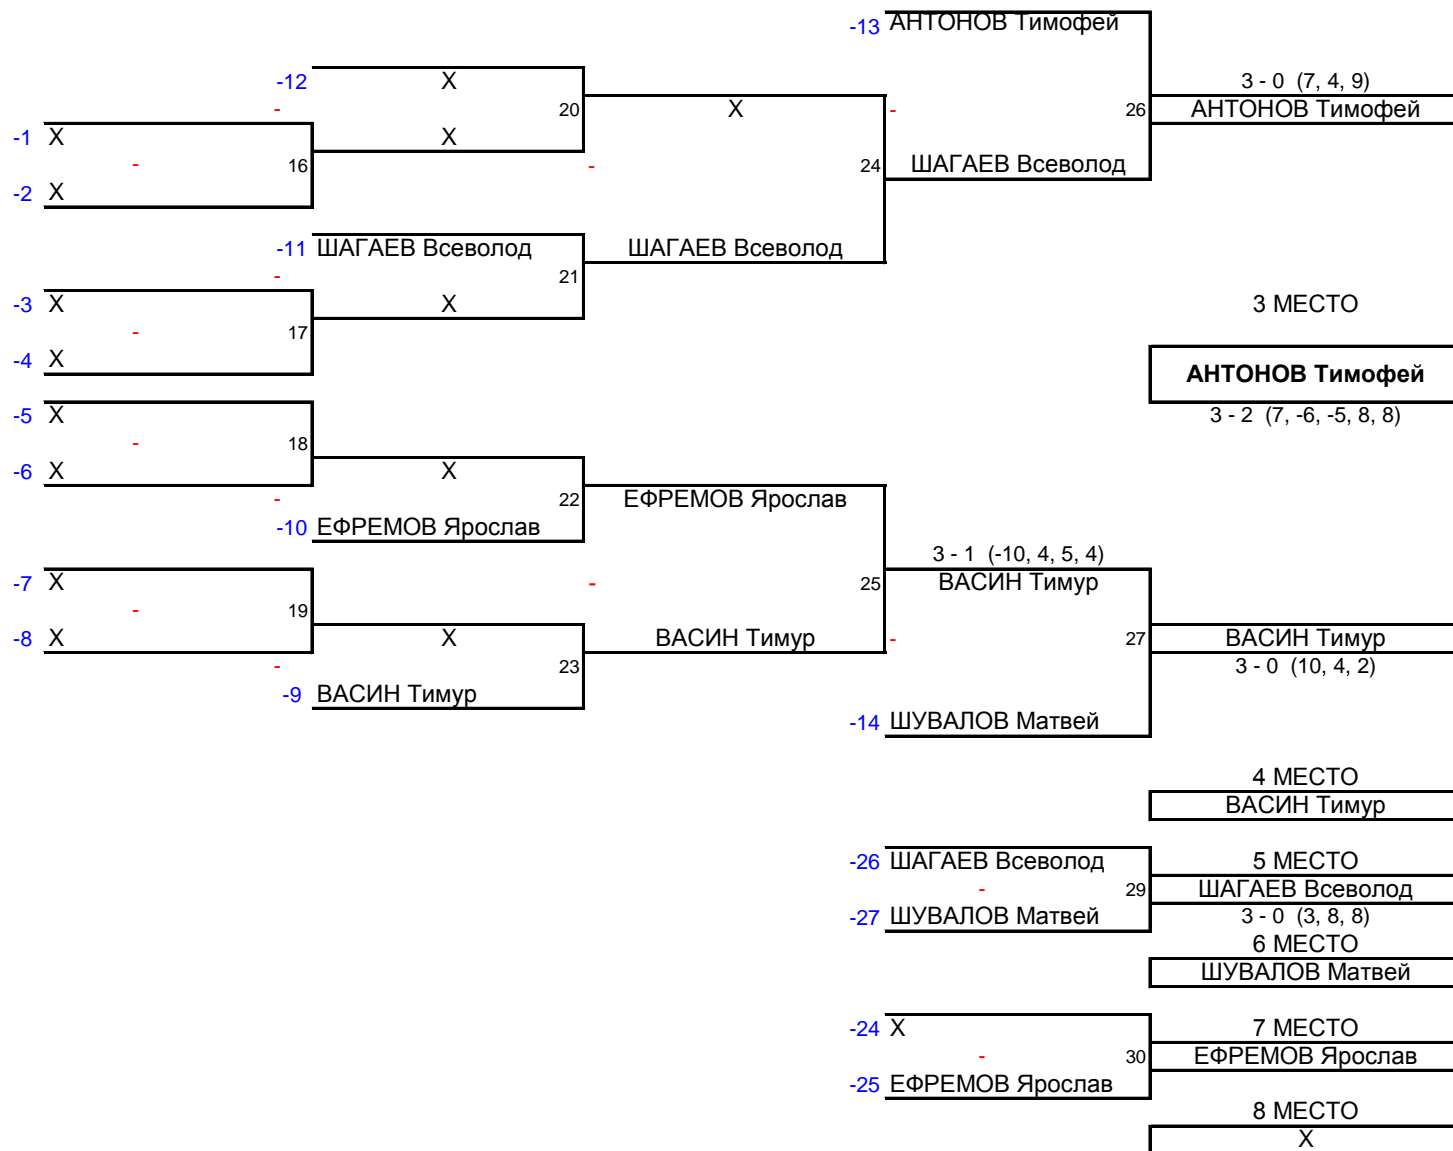 -13 АНТОНОВ Тимофей
-12 X 3 - 0 (7, 4, 9)
- 20 X - 26 АНТОНОВ Тимофей
-1 X X
- 16 - 24 ШАГАЕВ Всеволод
-2 X
-11 ШАГАЕВ Всеволод ШАГАЕВ Всеволод
- 21
-3 X X 3 МЕСТО
- 17
-4 X
АНТОНОВ Тимофей
-5 X 3 - 2 (7, -6, -5, 8, 8)
- 18
-6 X X
- 22 ЕФРЕМОВ Ярослав
-10 ЕФРЕМОВ Ярослав
3 - 1 (-10, 4, 5, 4)
-7 X - 25 ВАСИН Тимур
- 19
-8 X X ВАСИН Тимур - 27 ВАСИН Тимур
- 23 3 - 0 (10, 4, 2)
-9 ВАСИН Тимур
-14 ШУВАЛОВ Матвей
4 МЕСТО
ВАСИН Тимур
-26 ШАГАЕВ Всеволод 5 МЕСТО
- 29 ШАГАЕВ Всеволод
-27 ШУВАЛОВ Матвей 3 - 0 (3, 8, 8)
6 МЕСТО
ШУВАЛОВ Матвей
-24 X 7 МЕСТО
- 30 ЕФРЕМОВ Ярослав
-25 ЕФРЕМОВ Ярослав
8 МЕСТО
X